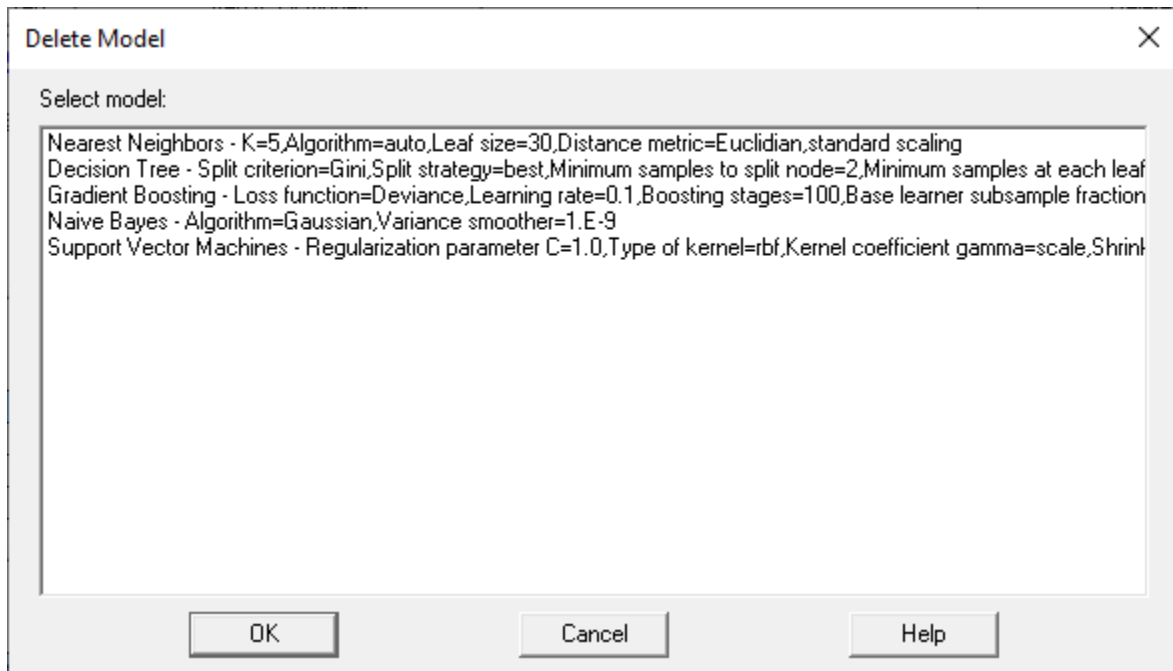 Delete Model
Select model:
Nearest Neighbors - K=5,Algorithm=auto,Leaf size=30,Distance metric=Euclidian,standard scaling
Decision Tree - Split criterion=Gini,Split strategy=best,Minimum samples to split node=2,Minimum samples at each leaf
Gradient Boosting - Loss function=Deviance,Learning rate=0.1,Boosting stages=100,Base learner subsample fraction
Naive Bayes - Algorithm=Gaussian,Variance smoother=1.E-9
Support Vector Machines - Regularization parameter C=1.0,Type of kernel=rbf,Kernel coefficient gamma=scale,Shrink
OK Cancel Help